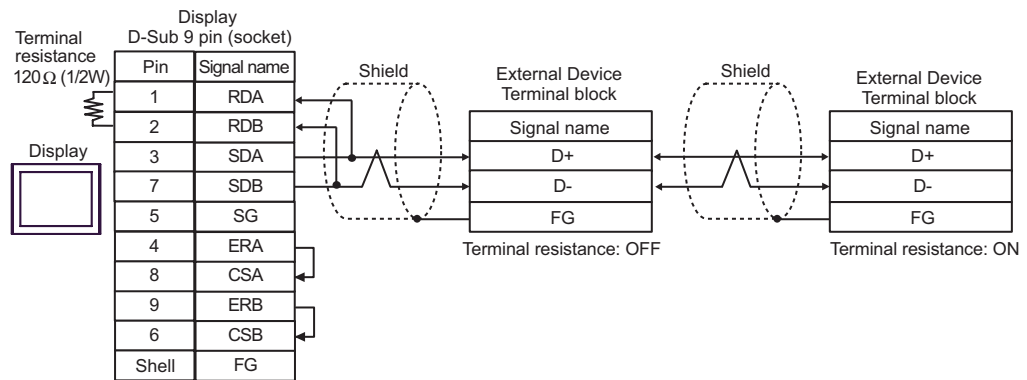 Display
D-Sub 9 pin (socket)
Terminal
resistance
120Ω (1/2W)
Pin Signal name
1 RDA
2 RDB
3 SDA
7 SDB
5 SG
4 ERA
8 CSA
9 ERB
6 CSB
Shell FG
Display
Shield
External Device
Terminal block
Signal name
D+
D-
FG
Terminal resistance: OFF
Shield
External Device
Terminal block
Signal name
D+
D-
FG
Terminal resistance: ON